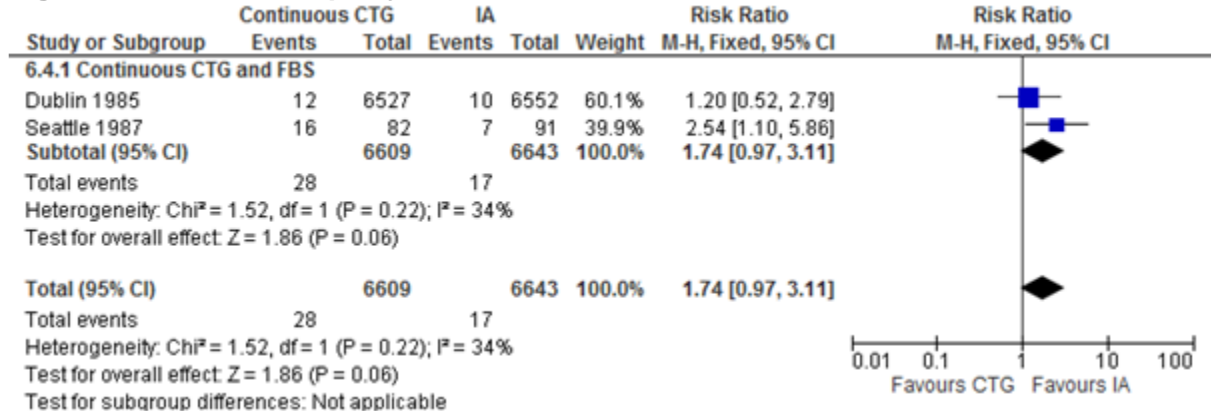 Continuous CTG IA Risk Ratio Risk Ratio
Study or Subgroup Events Total Events Total Weight M-H, Fixed, 95% CI M-H, Fixed, 95% CI
6.4.1 Continuous CTG and FBS
Dublin 1985 12 6527 10 6552 60.1% 1.20 [0.52, 2.79]
Seattle 1987 16 82 7 91 39.9% 2.54 [1.10, 5.86]
Subtotal (95% CI) 6609 6643 100.0% 1.74 [0.97, 3.11]
Total events 28 17
Heterogeneity: Chi² = 1.52, df = 1 (P = 0.22); I² = 34%
Test for overall effect: Z = 1.86 (P = 0.06)
Total (95% CI) 6609 6643 100.0% 1.74 [0.97, 3.11]
Total events 28 17
Heterogeneity: Chi² = 1.52, df = 1 (P = 0.22); I² = 34%
Test for overall effect: Z = 1.86 (P = 0.06)
Test for subgroup differences: Not applicable
0.01 0.1 1 10 100
Favours CTG Favours IA